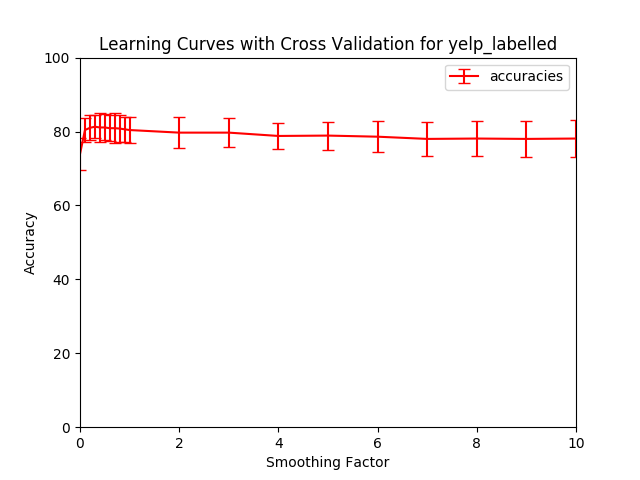 Learning Curves with Cross Validation for yelp_labelled
accuracies
100
80
60
40
20
0
Accuracy
0 2 4 6 8 10
Smoothing Factor